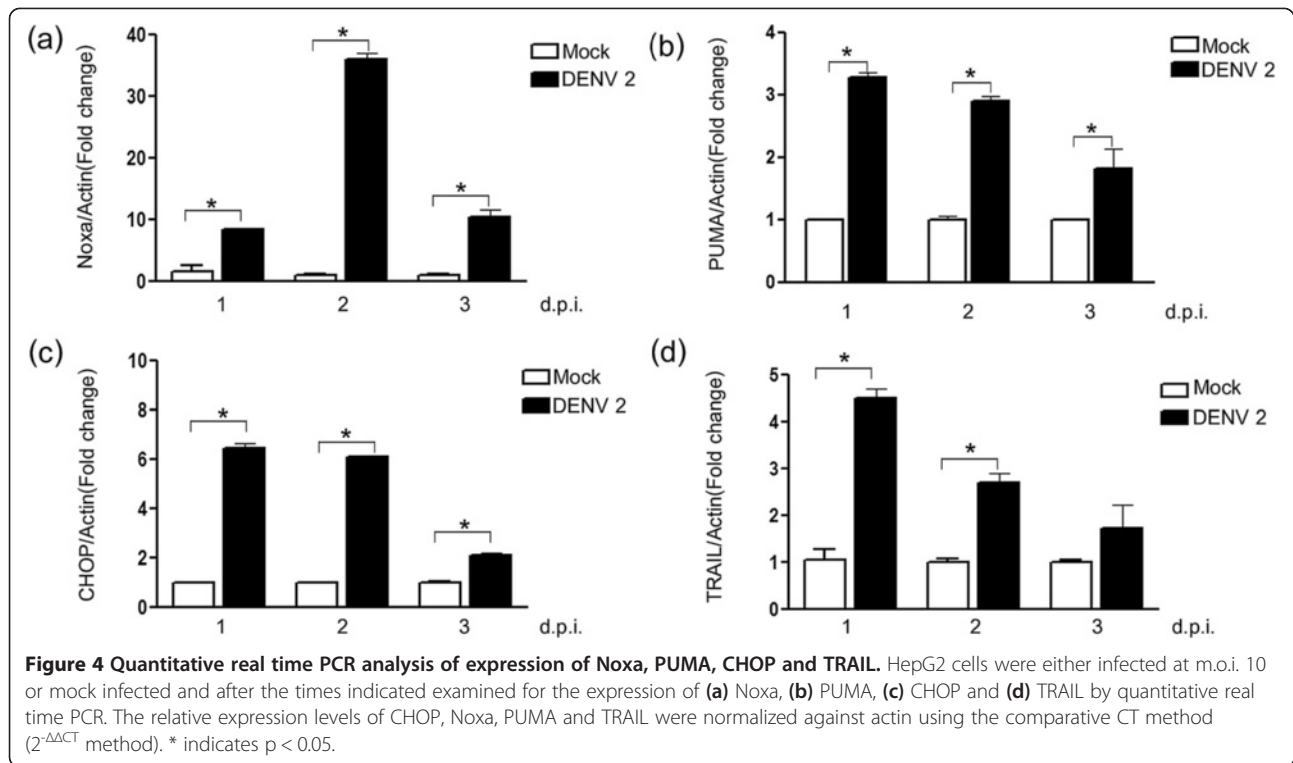 (a)
Noxa/Actin(Fold change)
40
30
20
10
0
*
*
*
Mock
DENV 2
1 2 3 d.p.i.
(b)
PUMA/Actin(Fold change)
4
3
2
1
0
*
*
*
Mock
DENV 2
1 2 3 d.p.i.
(c)
CHOP/Actin(Fold change)
10
8
6
4
2
0
*
*
*
Mock
DENV 2
1 2 3 d.p.i.
(d)
TRAIL/Actin(Fold change)
5
4
3
2
1
0
*
*
Mock
DENV 2
1 2 3 d.p.i.
Figure 4 Quantitative real time PCR analysis of expression of Noxa, PUMA, CHOP and TRAIL. HepG2 cells were either infected at m.o.i. 10
or mock infected and after the times indicated examined for the expression of (a) Noxa, (b) PUMA, (c) CHOP and (d) TRAIL by quantitative real
time PCR. The relative expression levels of CHOP, Noxa, PUMA and TRAIL were normalized against actin using the comparative CT method
(2-ΔΔCT method). * indicates p < 0.05.